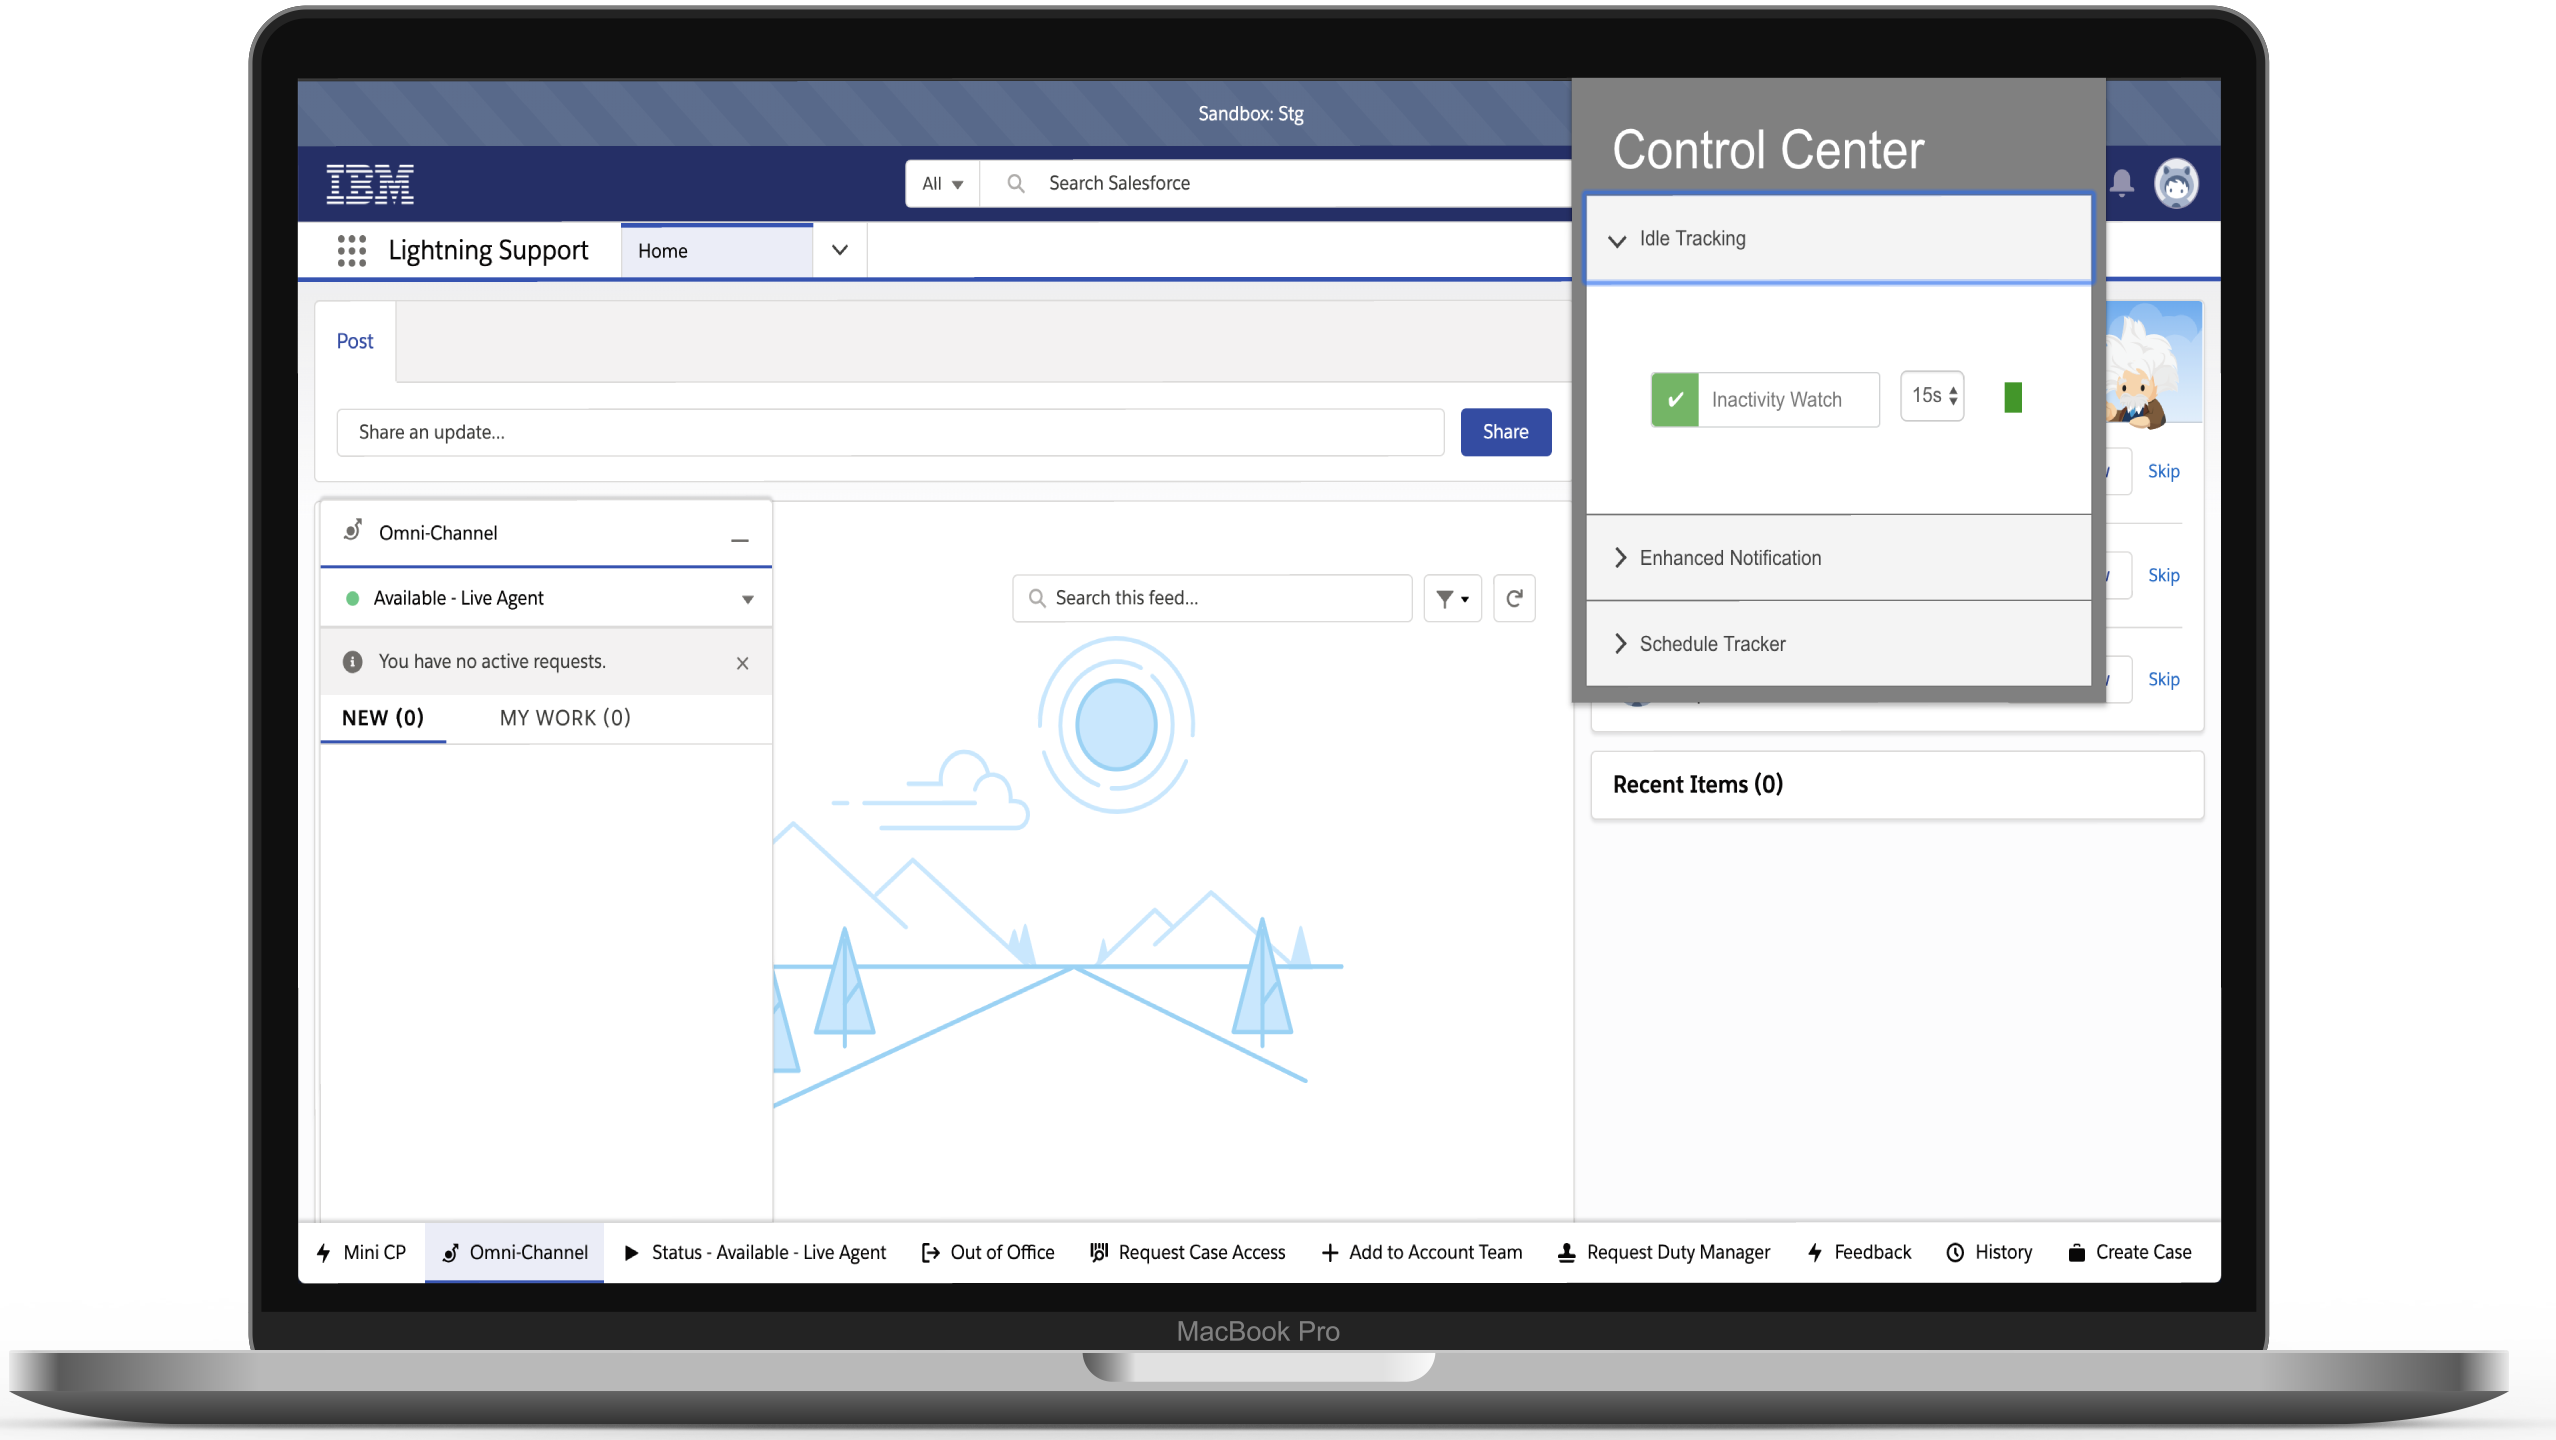 Sandbox: Stg
IBM
All
Search Salesforce
Lightning Support
Home
Post
Share an update...
Share
Omni-Channel
Available - Live Agent
You have no active requests.
NEW (0)
MY WORK (0)
Search this feed...
Control Center
Idle Tracking
✔ Inactivity Watch
15s
Enhanced Notification
Schedule Tracker
Skip
Skip
Skip
Recent Items (0)
Mini CP
Omni-Channel
Status - Available - Live Agent
Out of Office
Request Case Access
Add to Account Team
Request Duty Manager
Feedback
History
Create Case
MacBook Pro